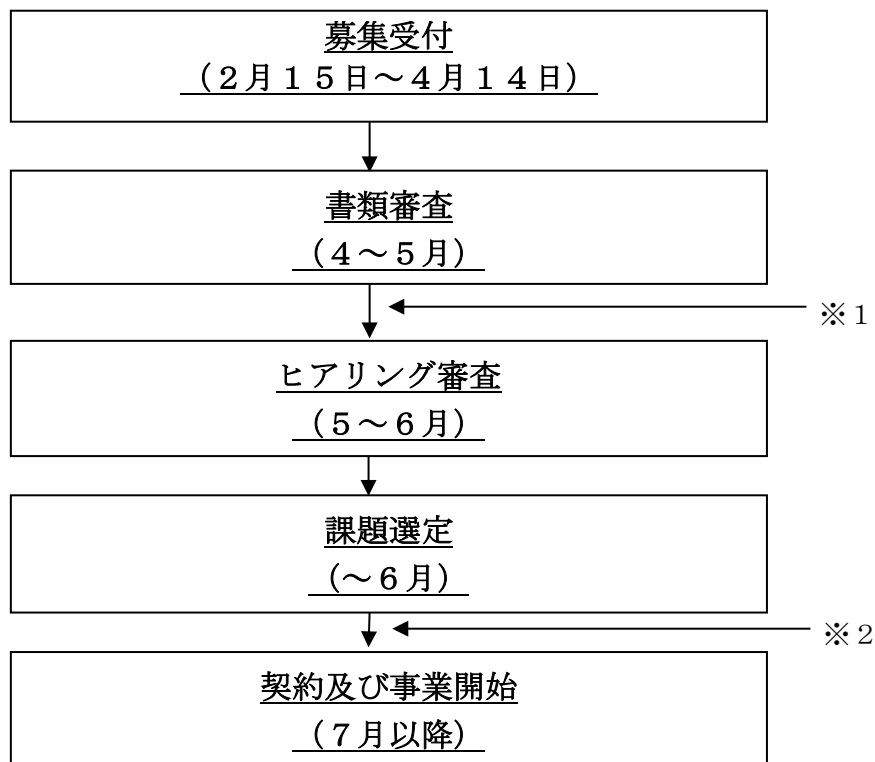 募集受付
（２月１５日～４月１４日）
書類審査
（４～５月）
※１
ヒアリング審査
（５～６月）
課題選定
（～６月）
※２
契約及び事業開始
（７月以降）